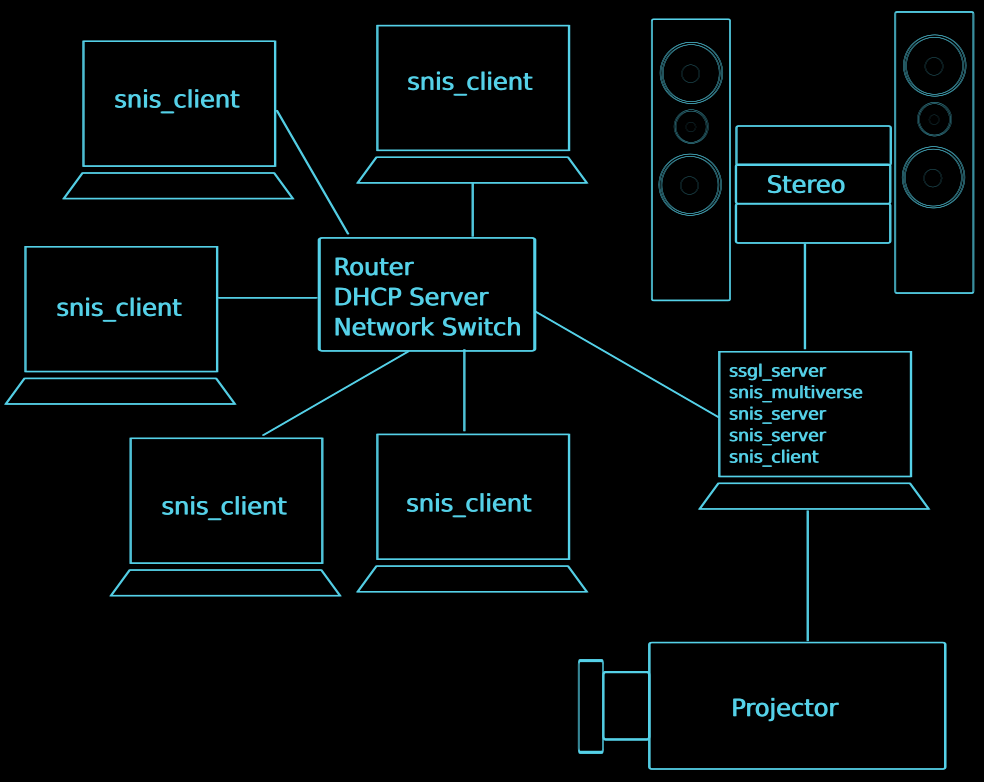 snis_client
snis_client
Stereo
Router
DHCP Server
Network Switch
snis_client
ssgl_server
snis_multiverse
snis_server
snis_server
snis_client
snis_client
snis_client
Projector